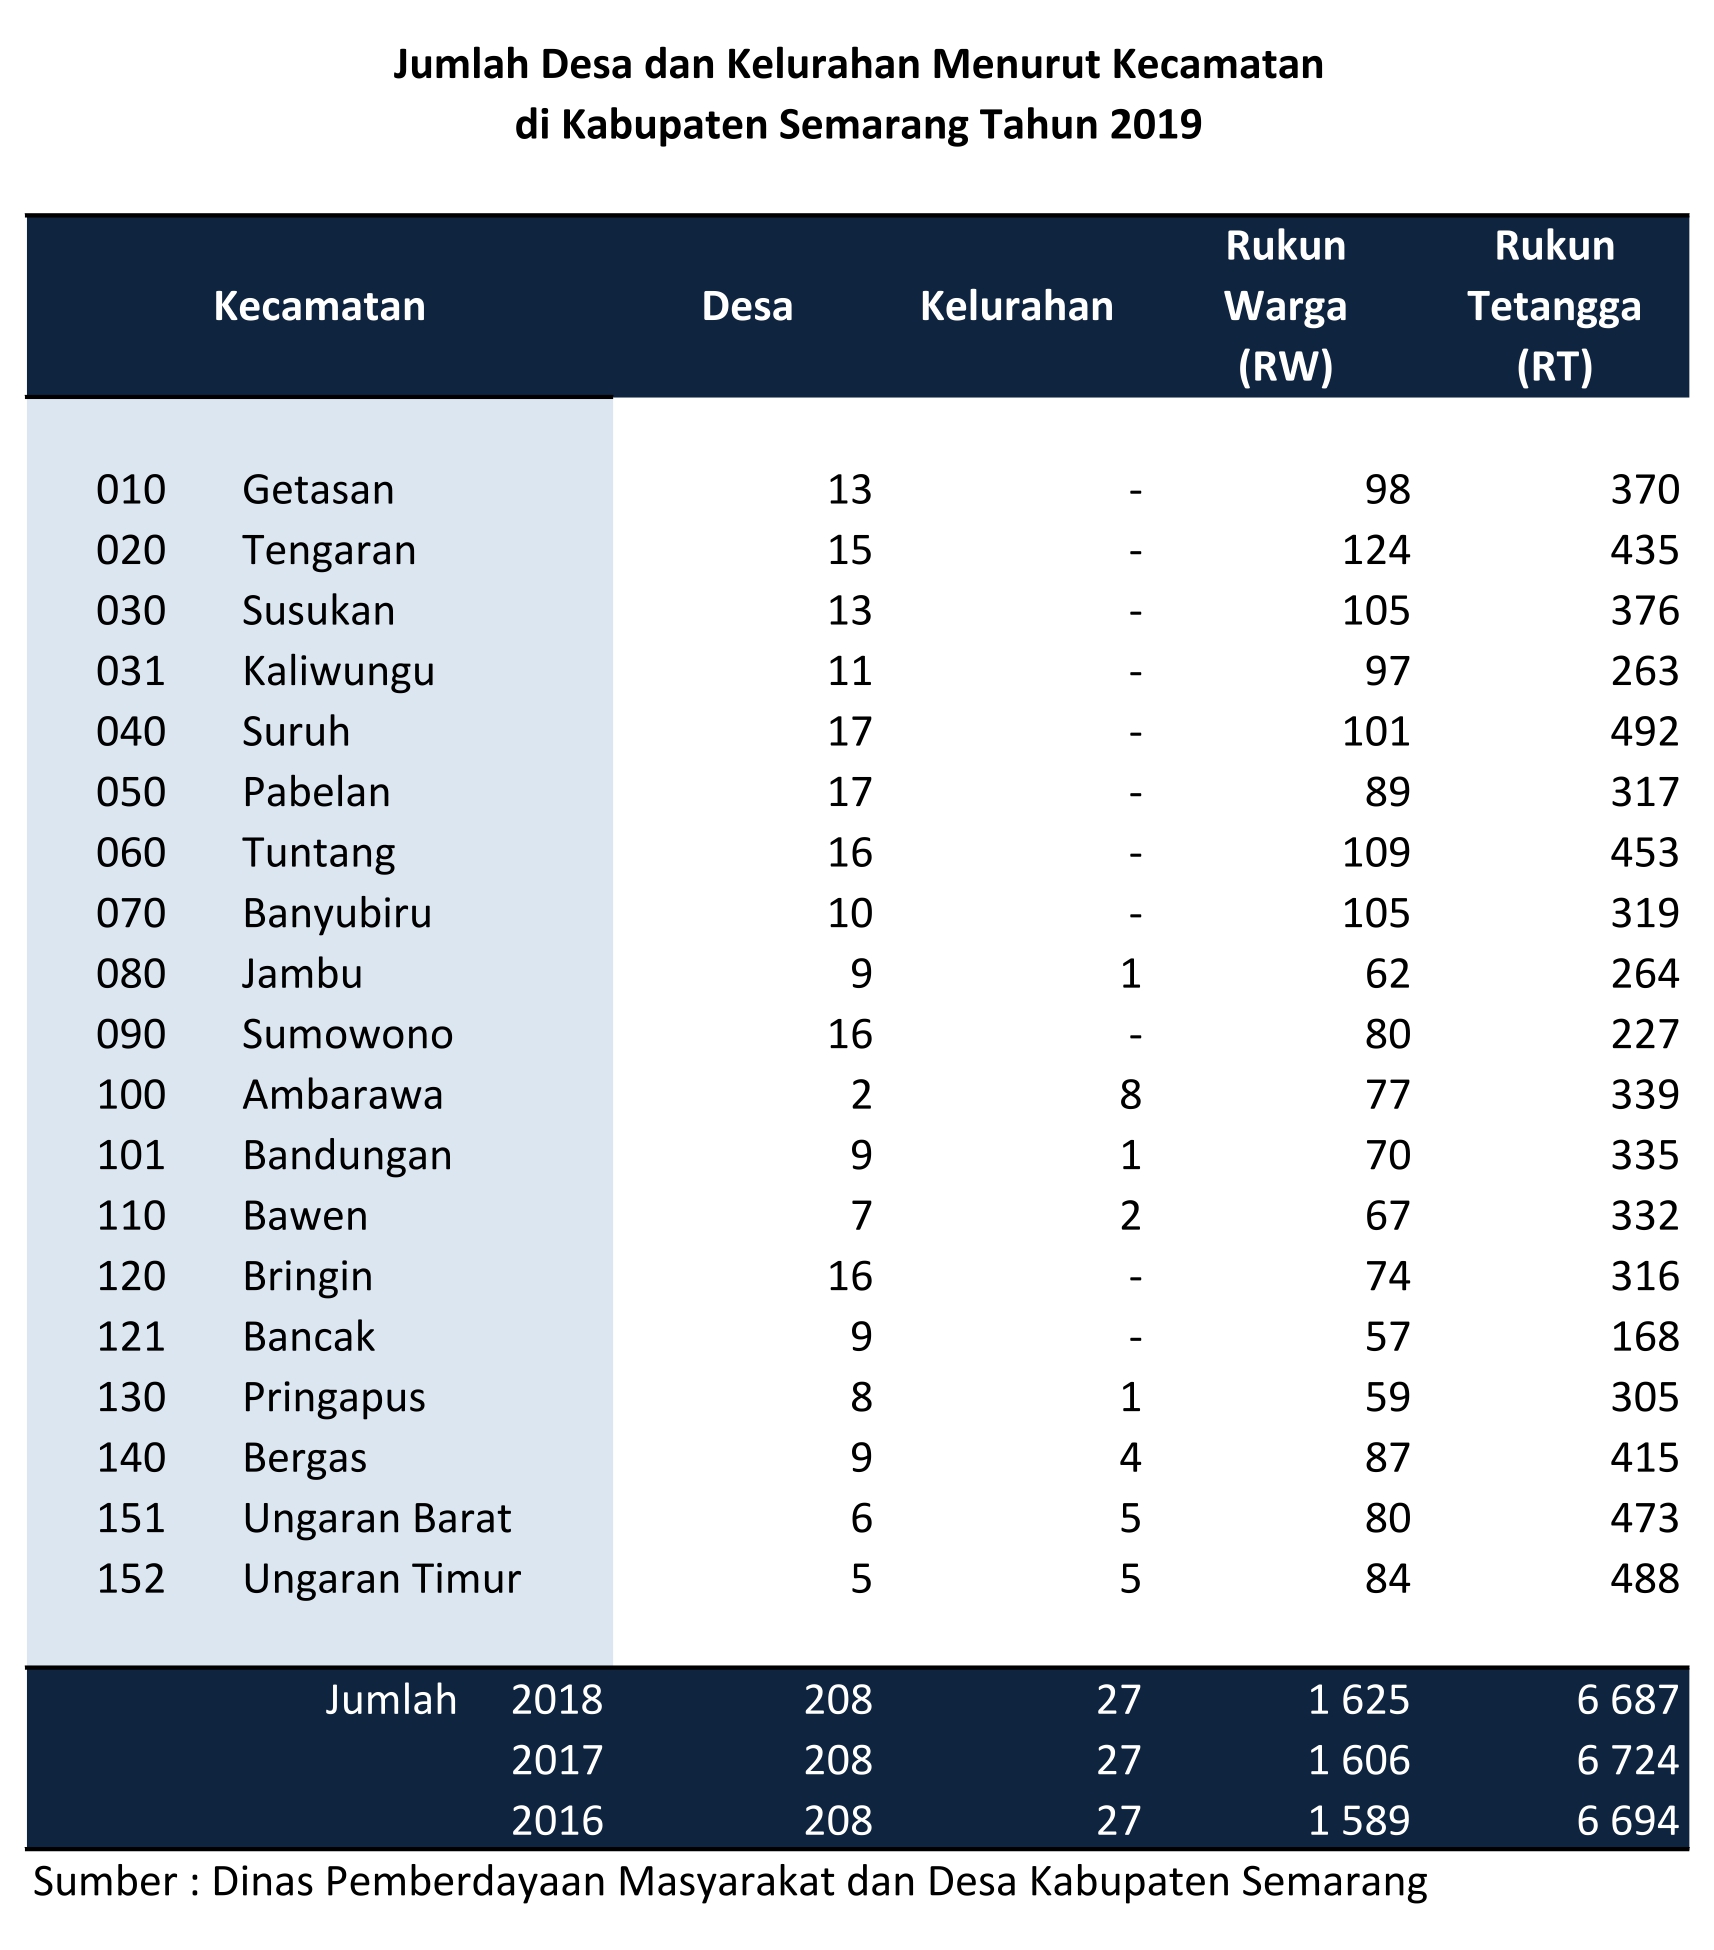 Jumlah Desa dan Kelurahan Menurut Kecamatan
di Kabupaten Semarang Tahun 2019
Kecamatan Desa Kelurahan Rukun Warga (RW) Rukun Tetangga (RT)
010 Getasan 13 - 98 370
020 Tengaran 15 - 124 435
030 Susukan 13 - 105 376
031 Kaliwungu 11 - 97 263
040 Suruh 17 - 101 492
050 Pabelan 17 - 89 317
060 Tuntang 16 - 109 453
070 Banyubiru 10 - 105 319
080 Jambu 9 1 62 264
090 Sumowono 16 - 80 227
100 Ambarawa 2 8 77 339
101 Bandungan 9 1 70 335
110 Bawen 7 2 67 332
120 Bringin 16 - 74 316
121 Bancak 9 - 57 168
130 Pringapus 8 1 59 305
140 Bergas 9 4 87 415
151 Ungaran Barat 6 5 80 473
152 Ungaran Timur 5 5 84 488
Jumlah 2018 208 27 1 625 6 687
2017 208 27 1 606 6 724
2016 208 27 1 589 6 694
Sumber : Dinas Pemberdayaan Masyarakat dan Desa Kabupaten Semarang